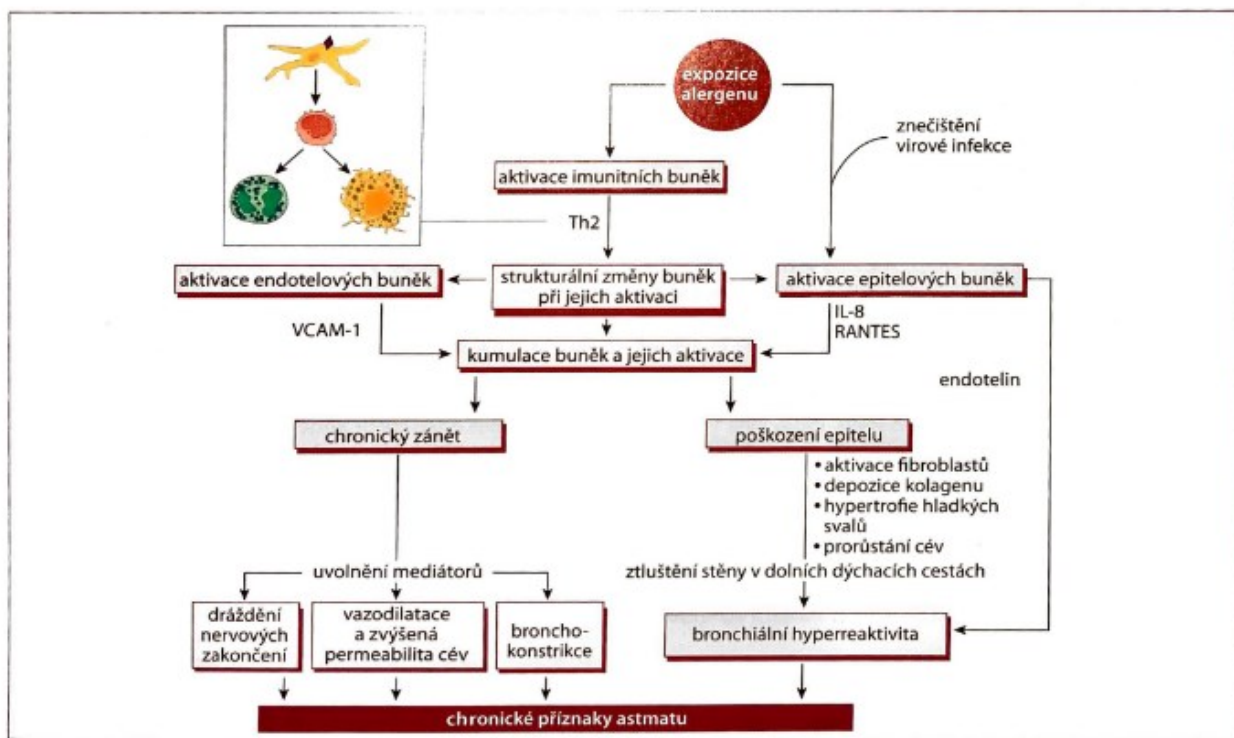 expozice
alergenu
znečištění
virové infekce
aktivace imunitních buněk
Th2
aktivace endotelových buněk
strukturální změny buněk
při jejich aktivaci
aktivace epitelových buněk
VCAM-1
IL-8
RANTES
kumulace buněk a jejich aktivace
endotelin
chronický zánět
poškození epitelu
• aktivace fibroblastů
• depozice kolagenu
• hypertrofie hladkých
svalů
• prorůstání cév
uvolnění mediátorů
ztluštění stěny v dolních dýchacích cestách
dráždění
nervových
zakončení
vazodilatace
a zvýšená
permeabilita cév
broncho-
konstrikce
bronchiální hyperreaktivita
chronické příznaky astmatu